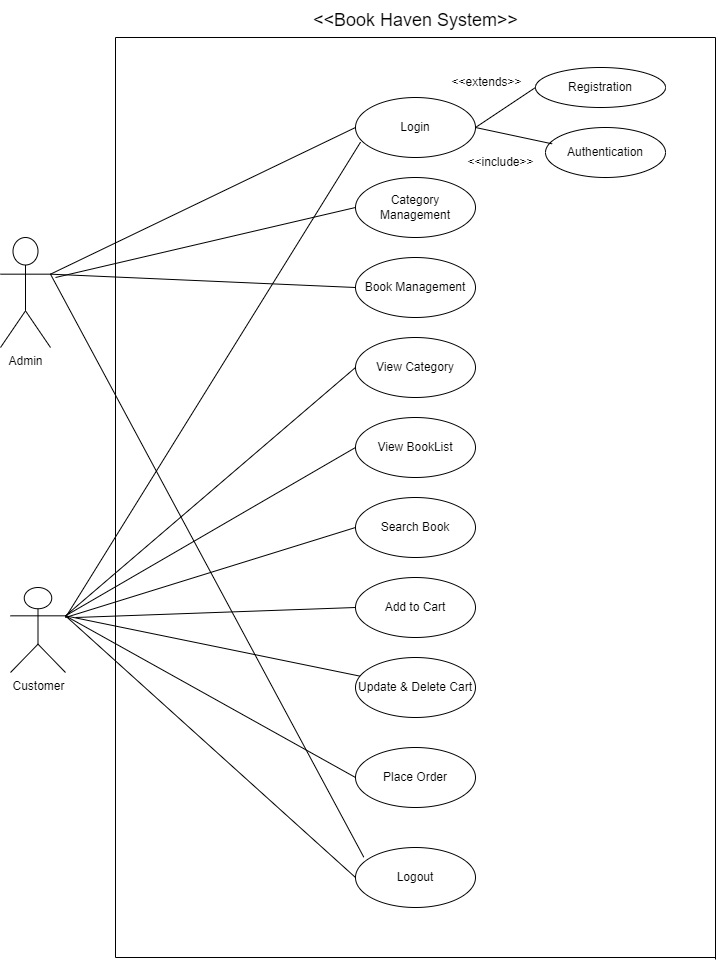 <<Book Haven System>>
<<extends>>
Registration
Login
Authentication
<<include>>
Category
Management
Admin
Book Management
View Category
View BookList
Search Book
Add to Cart
Customer
Update & Delete Cart
Place Order
Logout